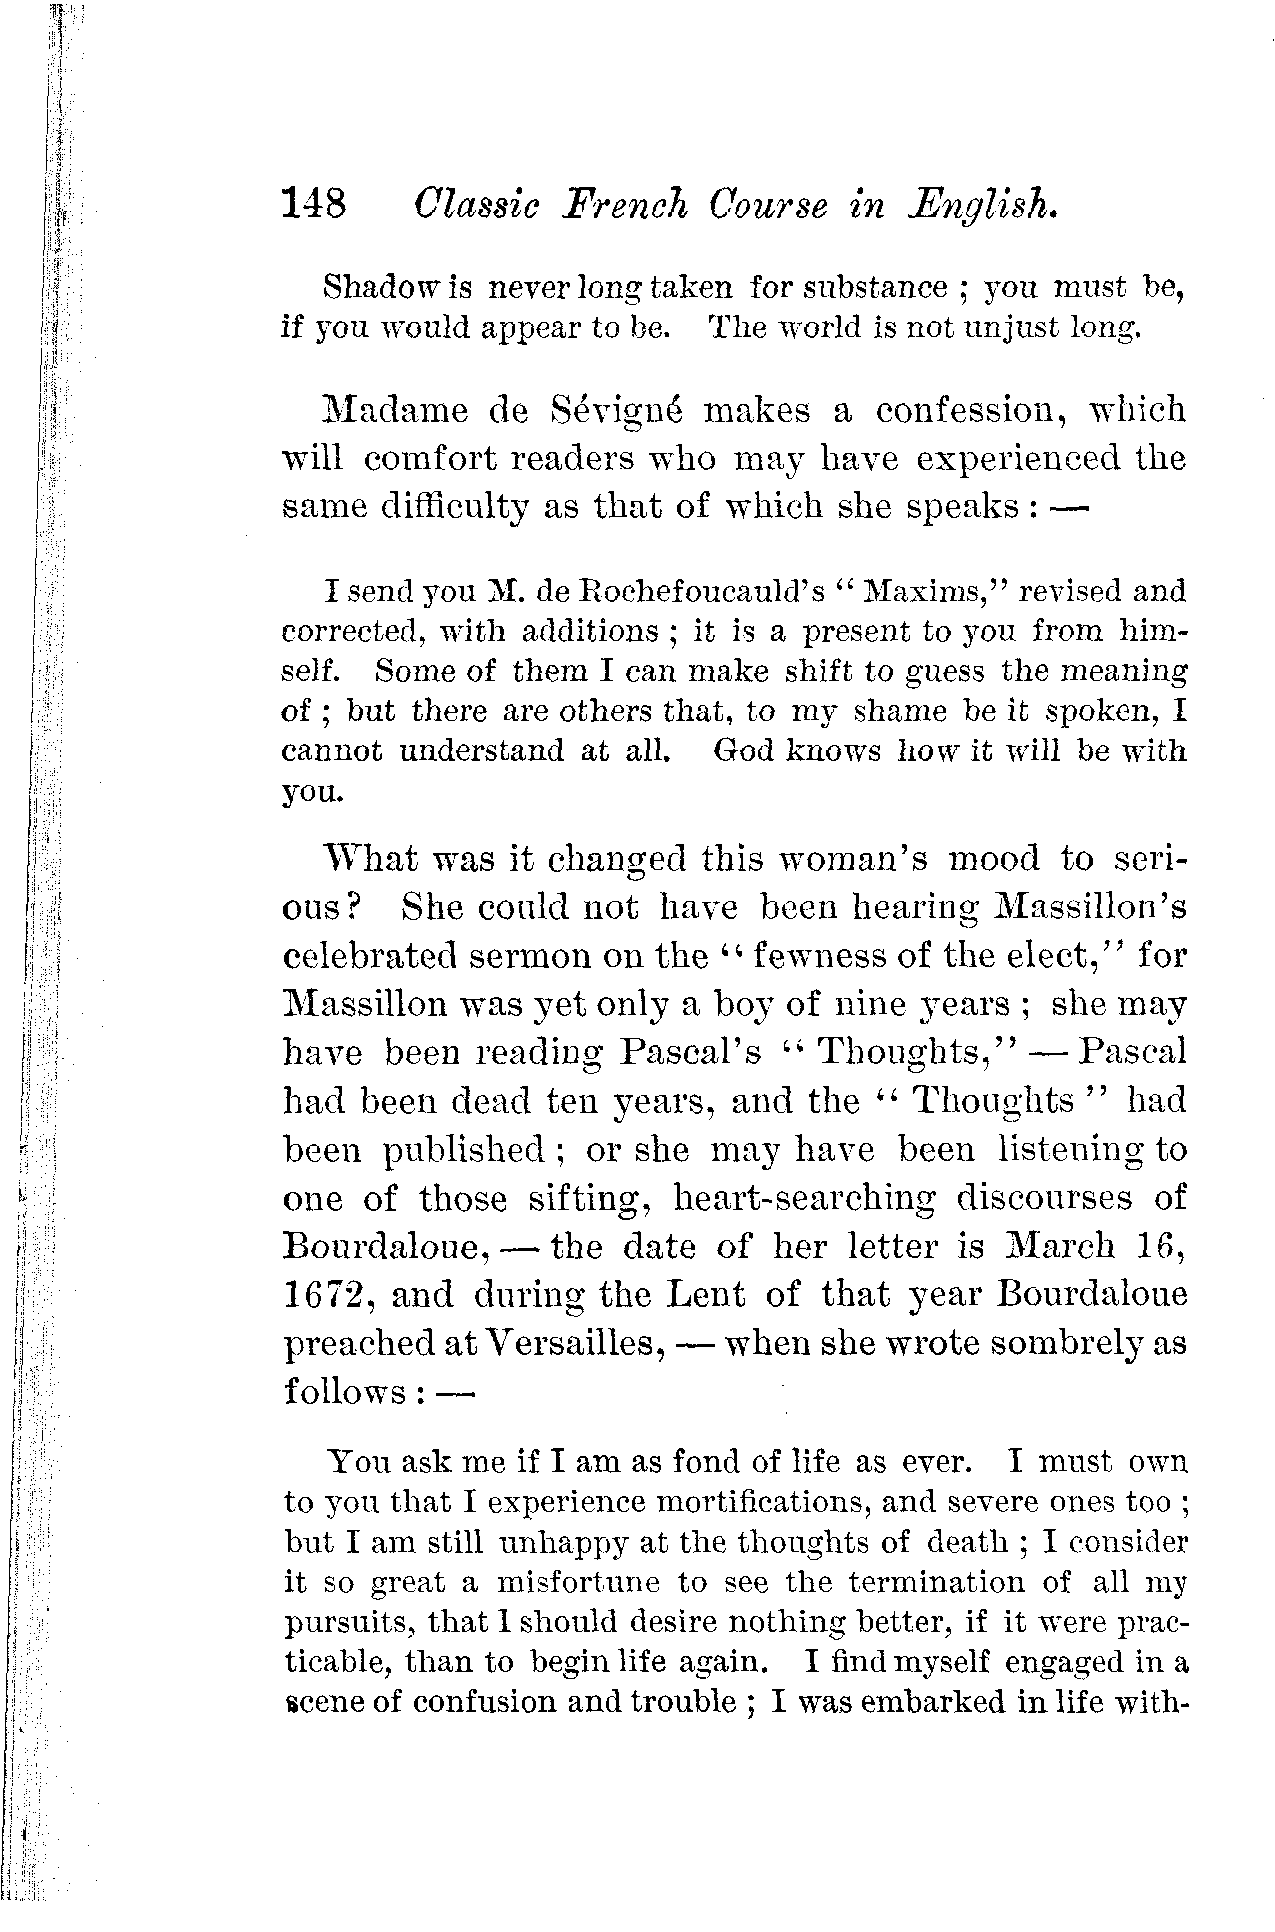 148 Classic French Course in English.
Shadow is never long taken for substance ; you must be,
if you would appear to be. The world is not unjust long.
Madame de Sévigné makes a confession, which
will comfort readers who may have experienced the
same difficulty as that of which she speaks : —
I send you M. de Rochefoucauld's “ Maxims,” revised and
corrected, with additions ; it is a present to you from him-
self. Some of them I can make shift to guess the meaning
of ; but there are others that, to my shame be it spoken, I
cannot understand at all. God knows how it will be with
you.
What was it changed this woman's mood to seri-
ous? She could not have been hearing Massillon's
celebrated sermon on the “ fewness of the elect,” for
Massillon was yet only a boy of nine years ; she may
have been reading Pascal's “ Thoughts,” — Pascal
had been dead ten years, and the “ Thoughts ” had
been published ; or she may have been listening to
one of those sifting, heart-searching discourses of
Bourdaloue, — the date of her letter is March 16,
1672, and during the Lent of that year Bourdaloue
preached at Versailles, — when she wrote sombrely as
follows : —
You ask me if I am as fond of life as ever. I must own
to you that I experience mortifications, and severe ones too ;
but I am still unhappy at the thoughts of death ; I consider
it so great a misfortune to see the termination of all my
pursuits, that I should desire nothing better, if it were prac-
ticable, than to begin life again. I find myself engaged in a
scene of confusion and trouble ; I was embarked in life with-